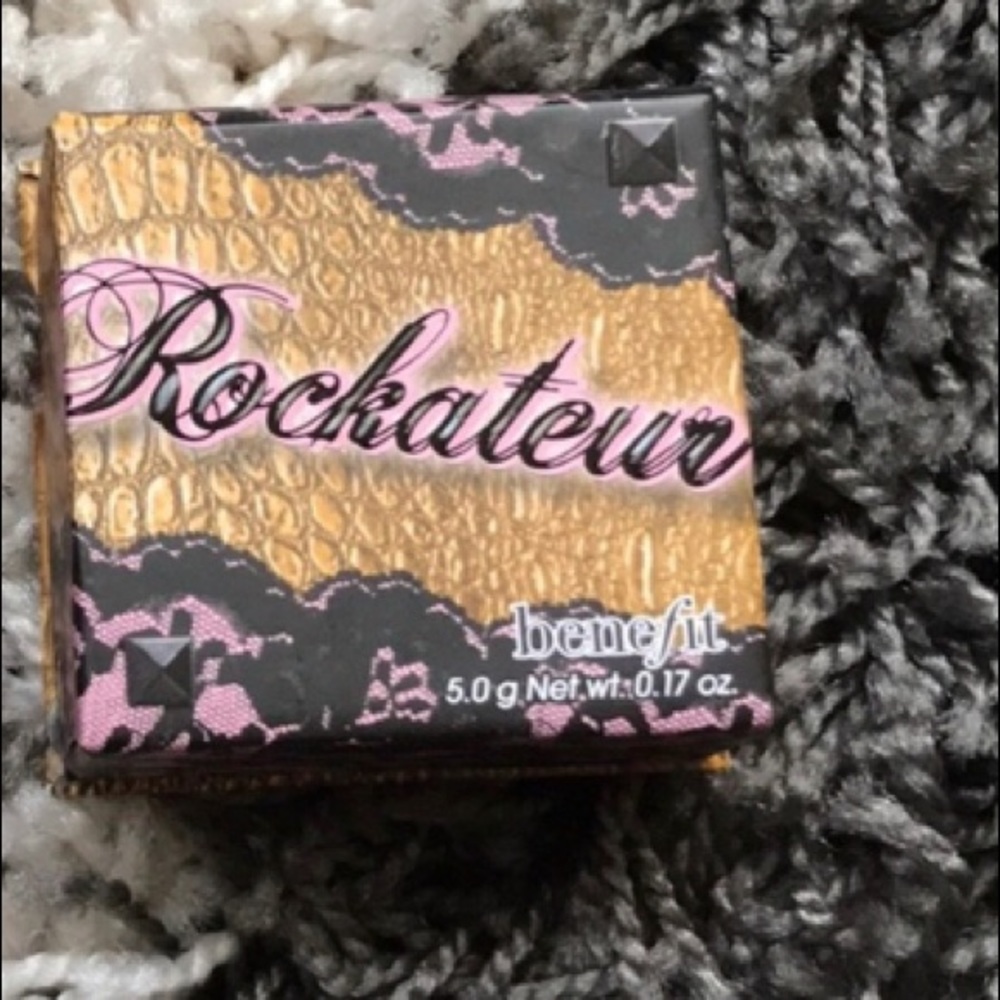 Rockateur
benefit
5.0 g Net.wt. 0.17 oz.